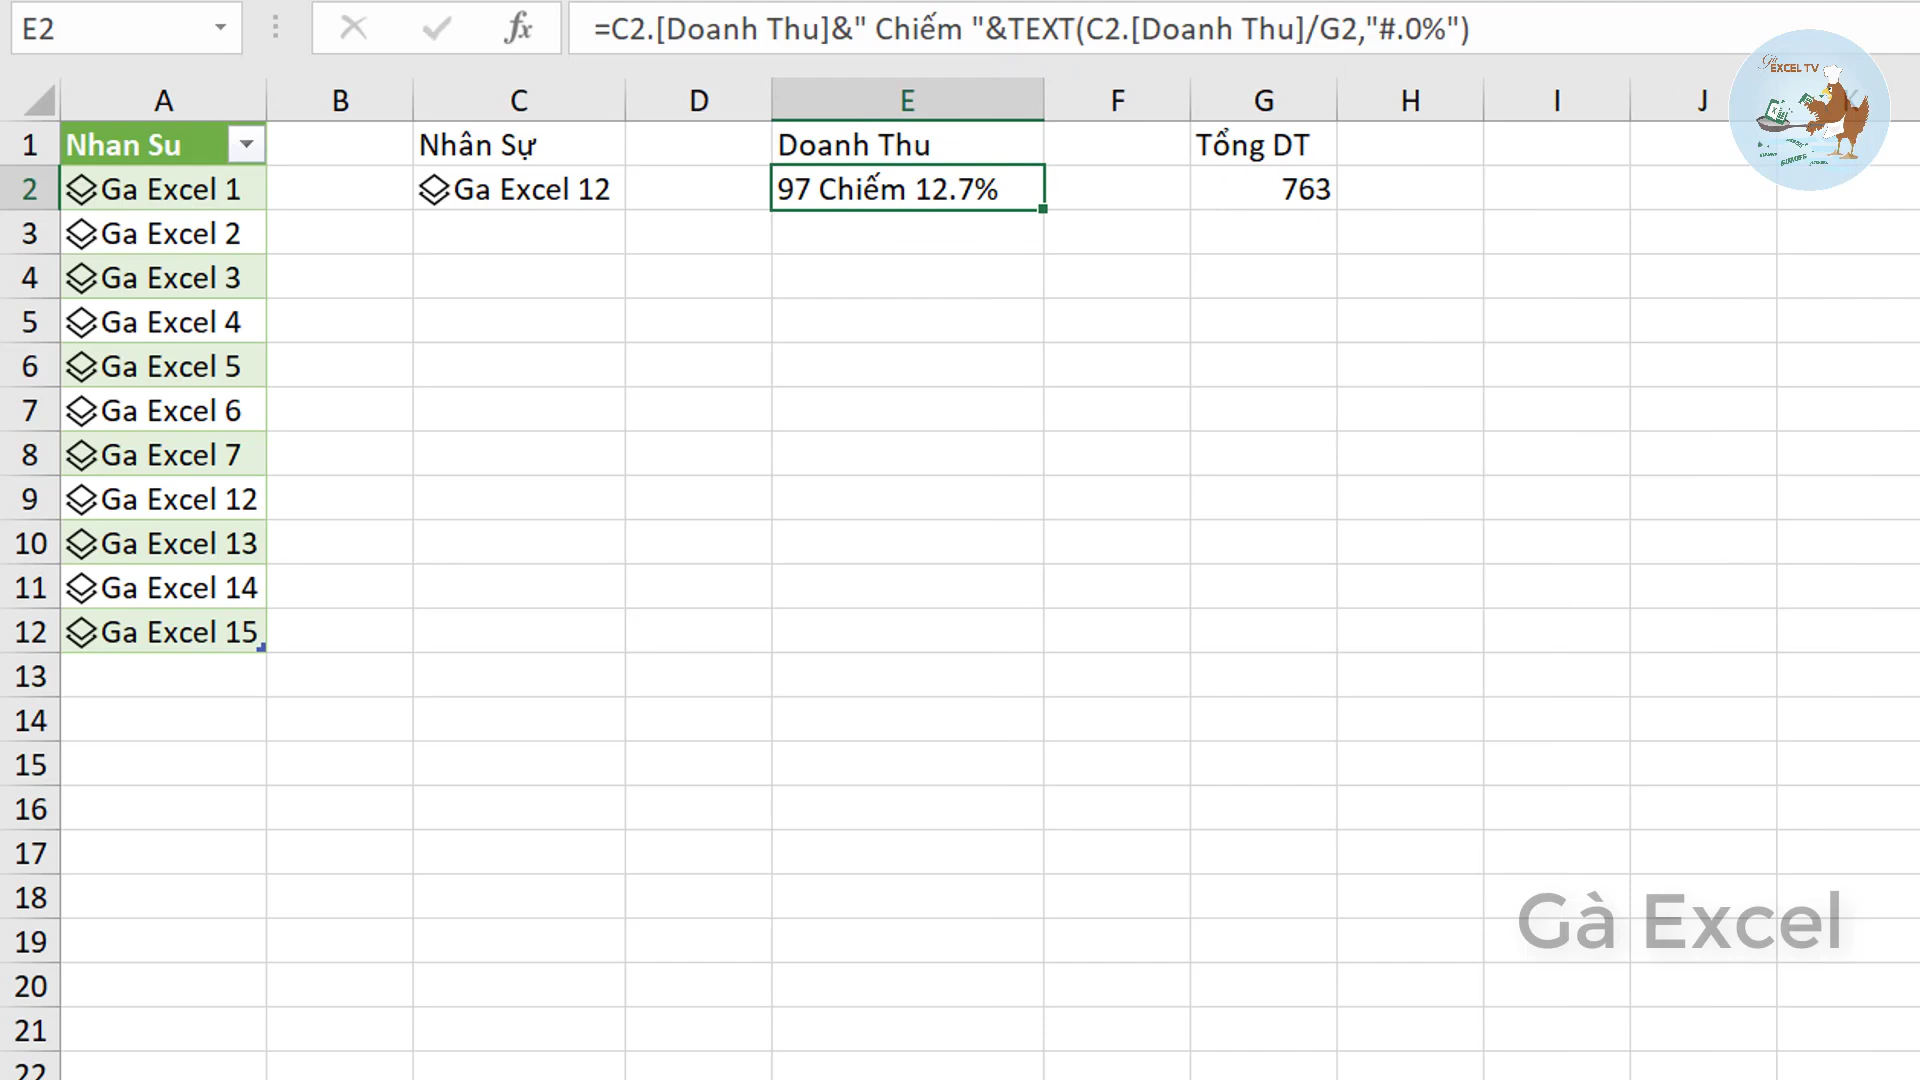 E2
fx
=C2.[Doanh Thu]&" Chiếm "&TEXT(C2.[Doanh Thu]/G2,"#.0%")
Gà
EXCEL TV
A B C D E F G H I J K
1 Nhan Su Nhân Sự Doanh Thu Tổng DT
2 Ga Excel 1 Ga Excel 12 97 Chiếm 12.7% 763
3 Ga Excel 2
4 Ga Excel 3
5 Ga Excel 4
6 Ga Excel 5
7 Ga Excel 6
8 Ga Excel 7
9 Ga Excel 12
10 Ga Excel 13
11 Ga Excel 14
12 Ga Excel 15
13
14
15
16
17
18
19
20
21
22
Gà Excel